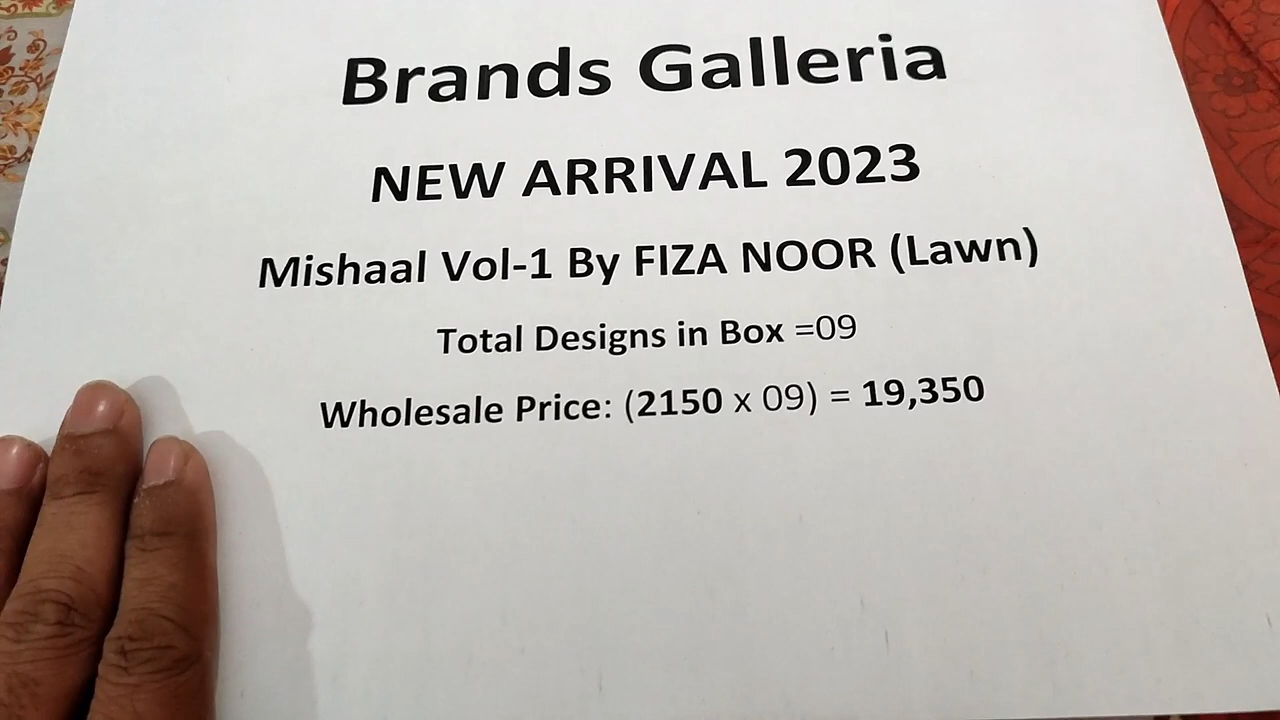 Brands Galleria
NEW ARRIVAL 2023
Mishaal Vol-1 By FIZA NOOR (Lawn)
Total Designs in Box =09
Wholesale Price: (2150 x 09) = 19,350